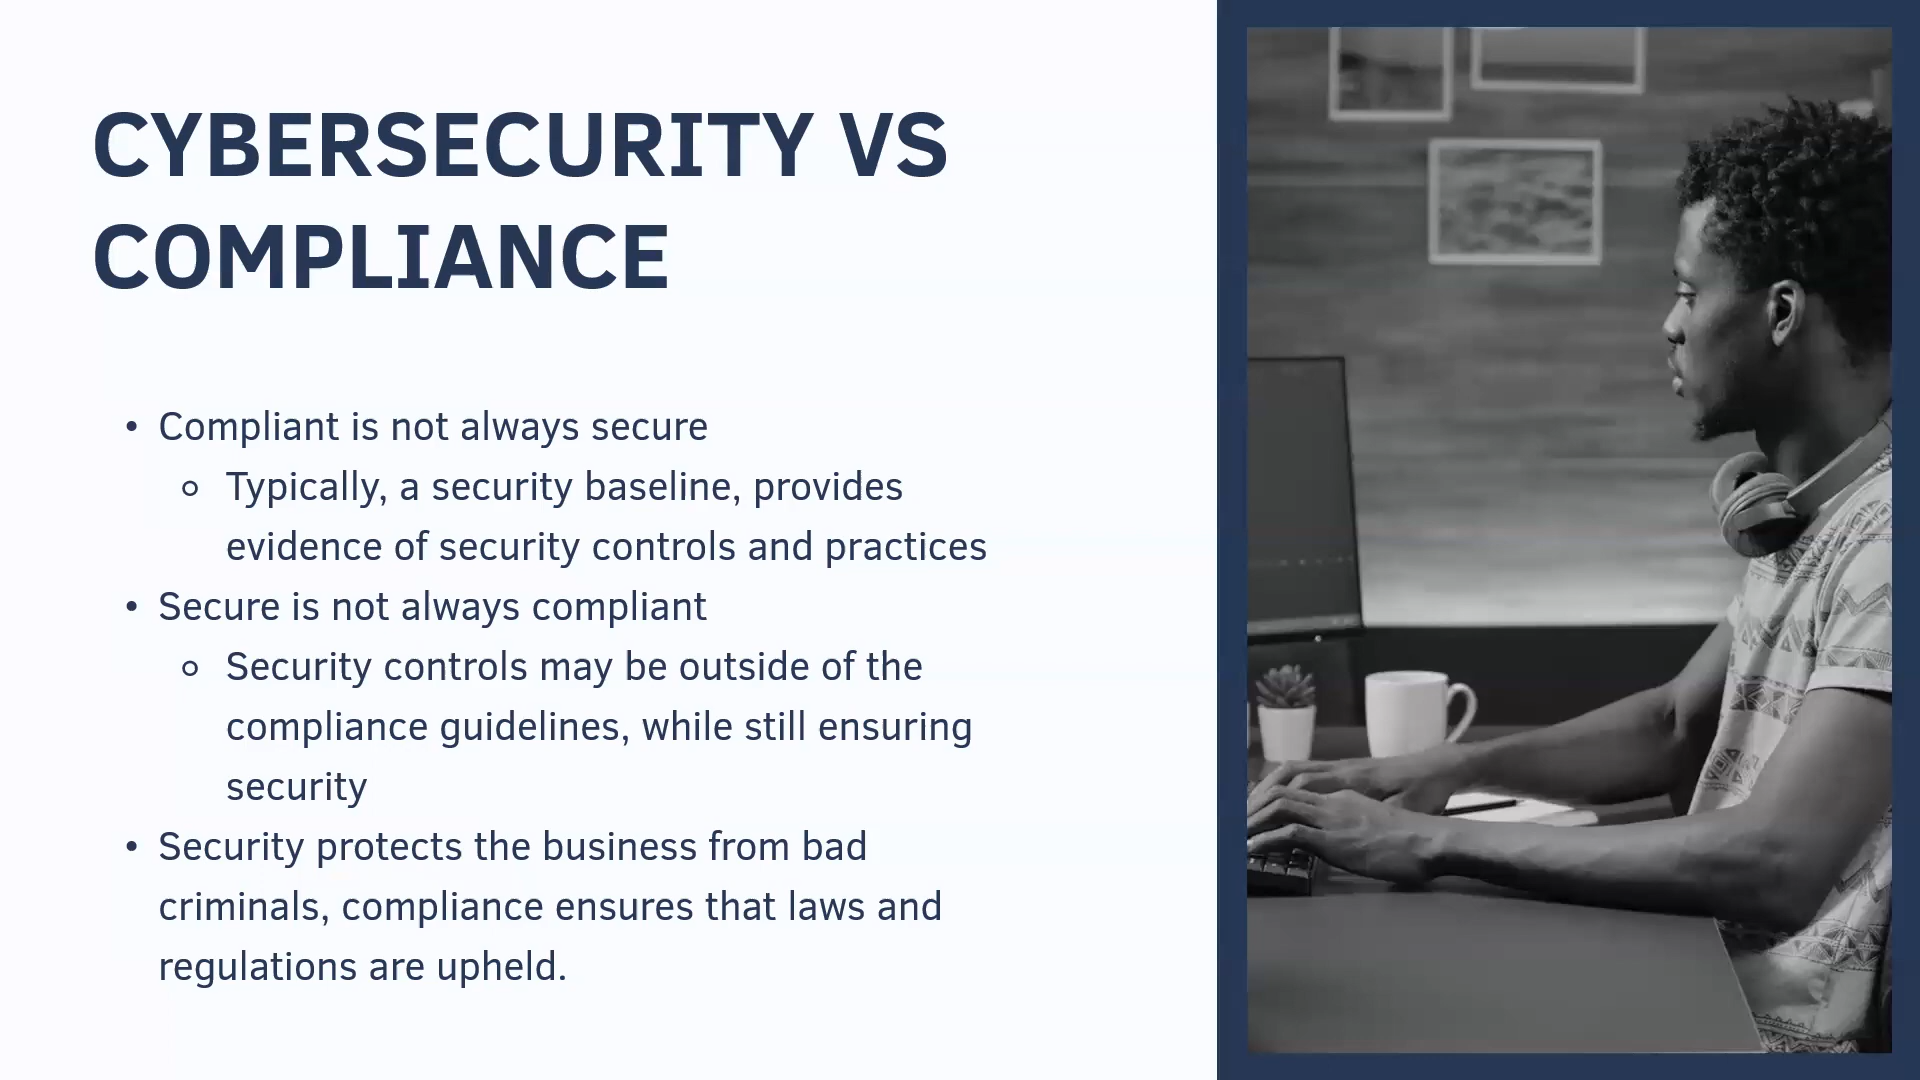 CYBERSECURITY VS
COMPLIANCE
• Compliant is not always secure
○ Typically, a security baseline, provides
evidence of security controls and practices
• Secure is not always compliant
○ Security controls may be outside of the
compliance guidelines, while still ensuring
security
• Security protects the business from bad
criminals, compliance ensures that laws and
regulations are upheld.